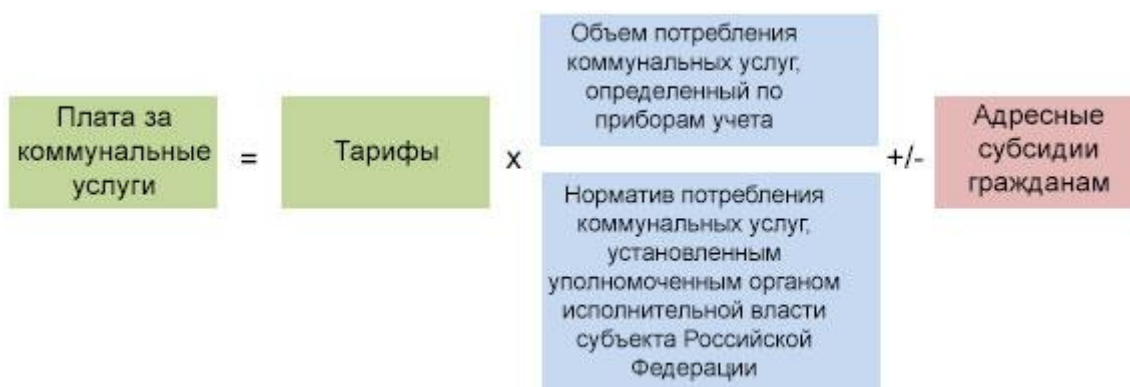 Плата за
коммунальные
услуги
=
Тарифы
x
Объем потребления
коммунальных услуг,
определенный по
приборам учета
Норматив потребления
коммунальных услуг,
установленным
уполномоченным органом
исполнительной власти
субъекта Российской
Федерации
+/-
Адресные
субсидии
гражданам